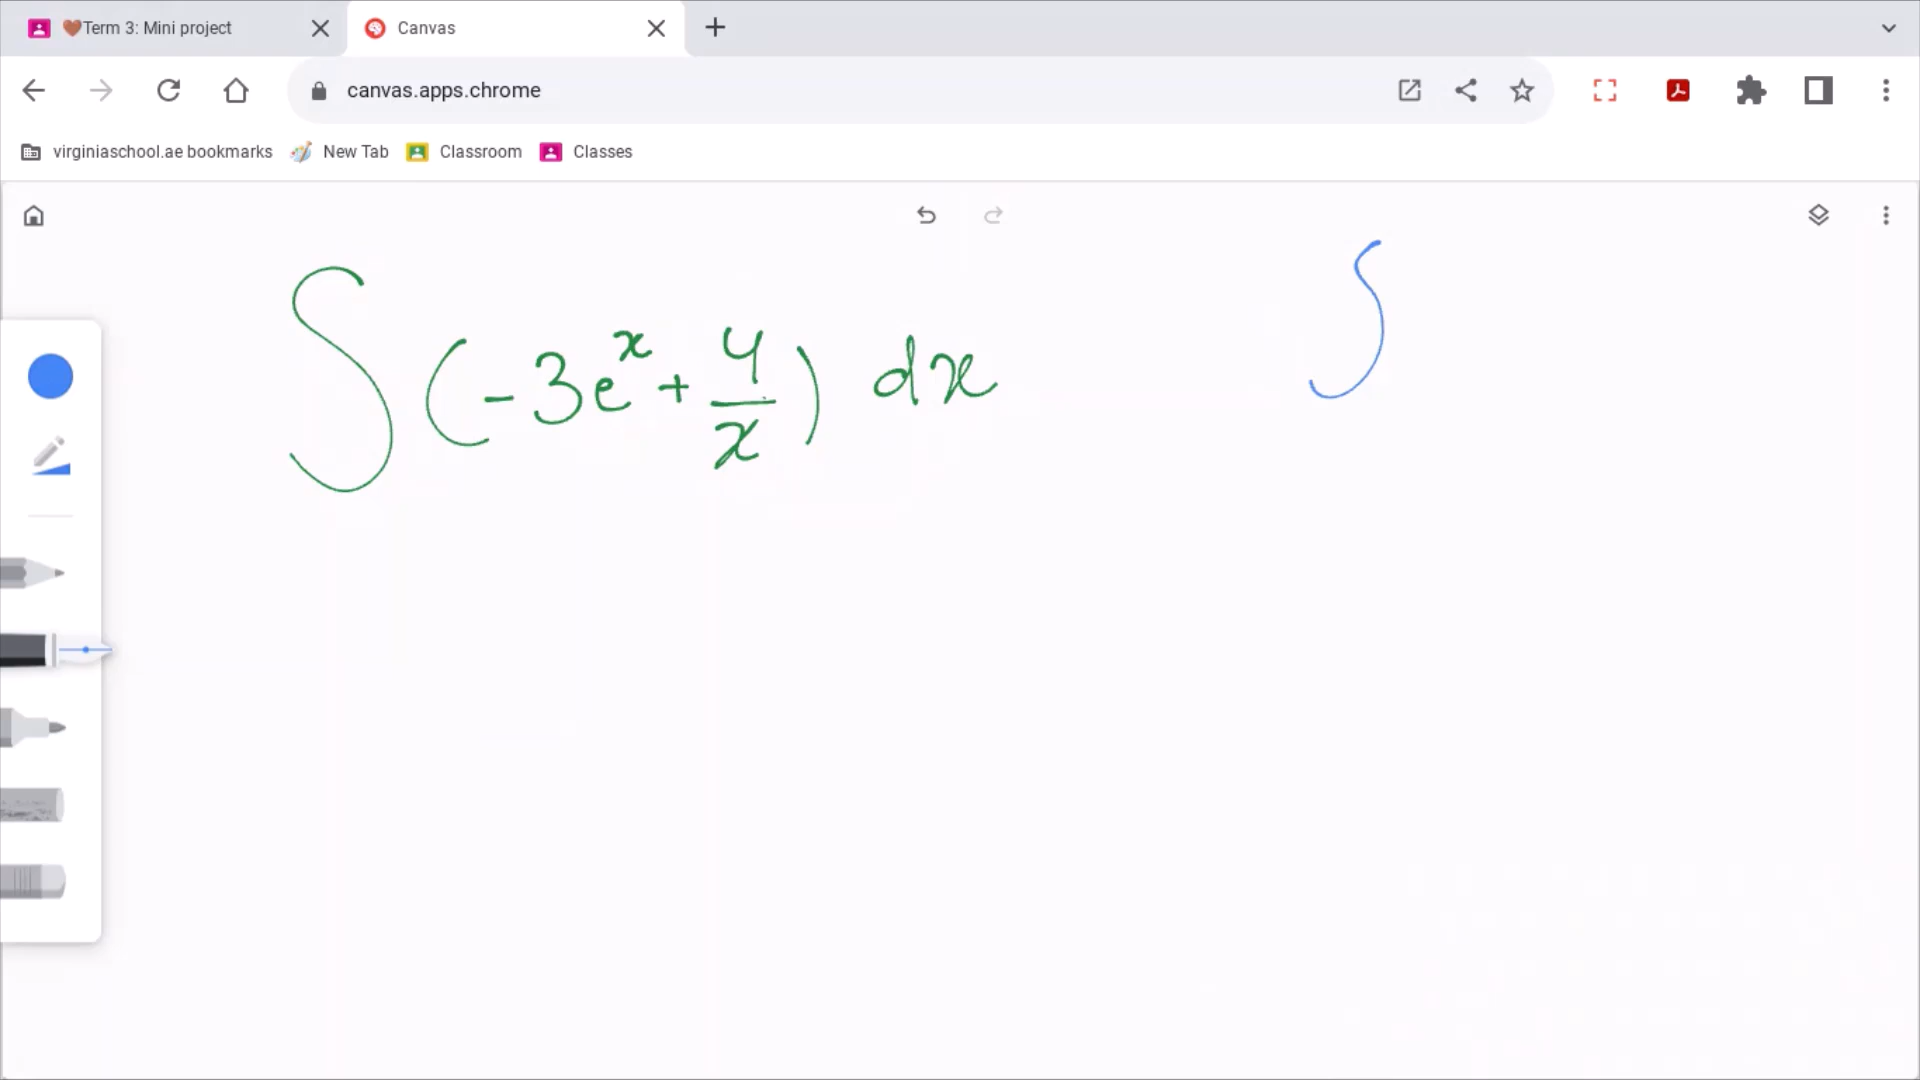 🤎Term 3: Mini project
Canvas
canvas.apps.chrome
virginiaschool.ae bookmarks New Tab Classroom Classes
∫(-3e^x + 4/x) dx ∫